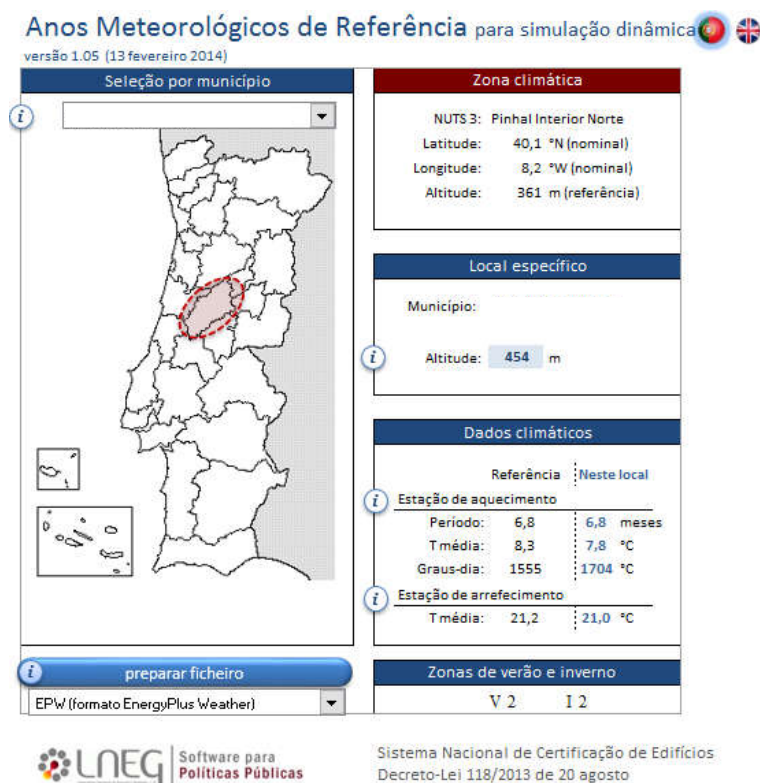 Anos Meteorológicos de Referência para simulação dinâmica
versão 1.05 (13 fevereiro 2014)
Seleção por município
i
Zona climática
NUTS 3: Pinhal Interior Norte
Latitude: 40,1 °N (nominal)
Longitude: 8,2 °W (nominal)
Altitude: 361 m (referência)
Local específico
Município:
i
Altitude: 454 m
Dados climáticos
Referência Neste local
i Estação de aquecimento
Período: 6,8 6,8 meses
T média: 8,3 7,8 °C
Graus-dia: 1555 1704 °C
i Estação de arrefecimento
T média: 21,2 21,0 °C
i preparar ficheiro
EPW (formato EnergyPlus Weather)
Zonas de verão e inverno
V 2 I 2
LNEG Software para
Políticas Públicas
Sistema Nacional de Certificação de Edifícios
Decreto-Lei 118/2013 de 20 agosto